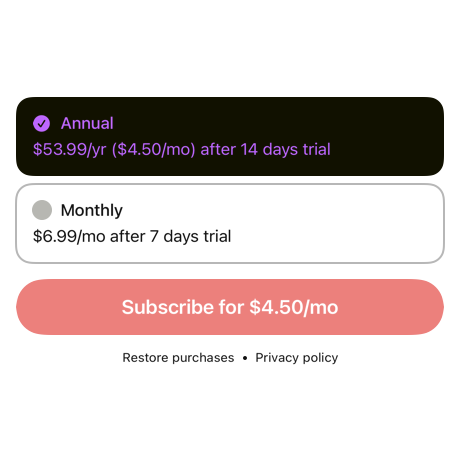 Annual
$53.99/yr ($4.50/mo) after 14 days trial
Monthly
$6.99/mo after 7 days trial
Subscribe for $4.50/mo
Restore purchases • Privacy policy